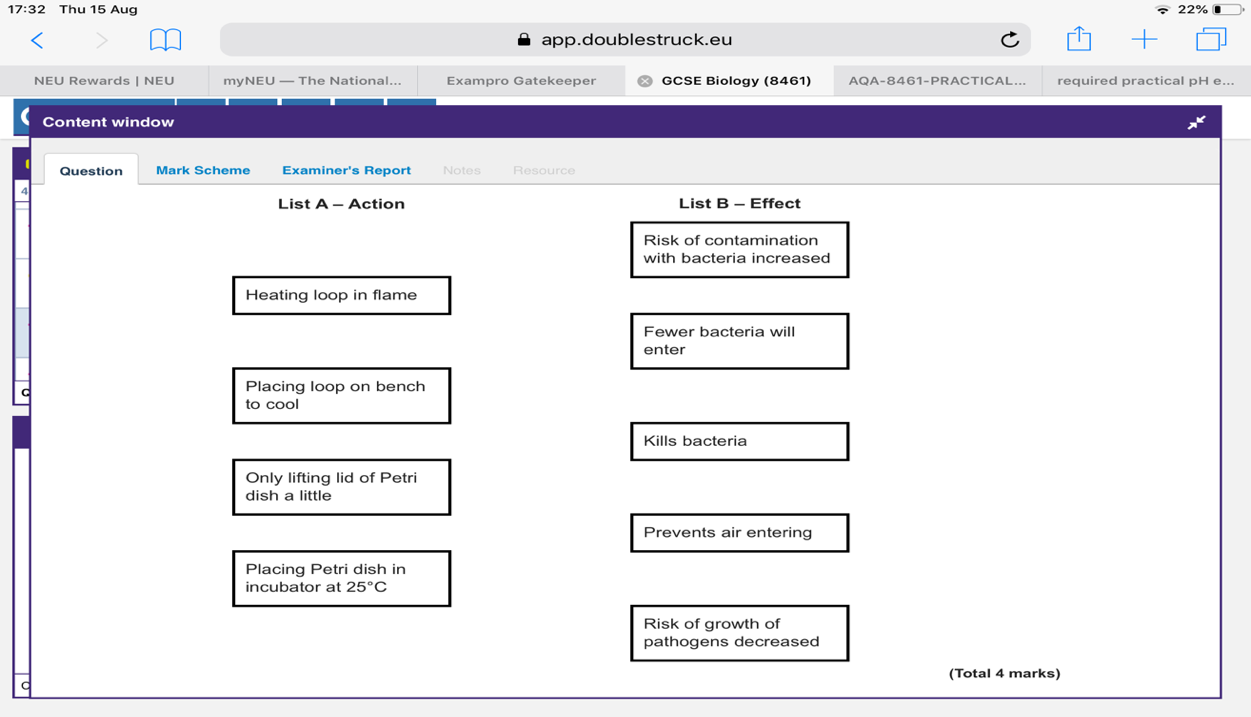 17:32 Thu 15 Aug
22%
app.doublestruck.eu
NEU Rewards | NEU
myNEU — The National...
Exampro Gatekeeper
GCSE Biology (8461)
AQA-8461-PRACTICAL...
required practical pH e...
Content window
Question
Mark Scheme
Examiner's Report
Notes
Resource
List A – Action
List B – Effect
Risk of contamination
with bacteria increased
Heating loop in flame
Fewer bacteria will
enter
Placing loop on bench
to cool
Kills bacteria
Only lifting lid of Petri
dish a little
Prevents air entering
Placing Petri dish in
incubator at 25°C
Risk of growth of
pathogens decreased
(Total 4 marks)